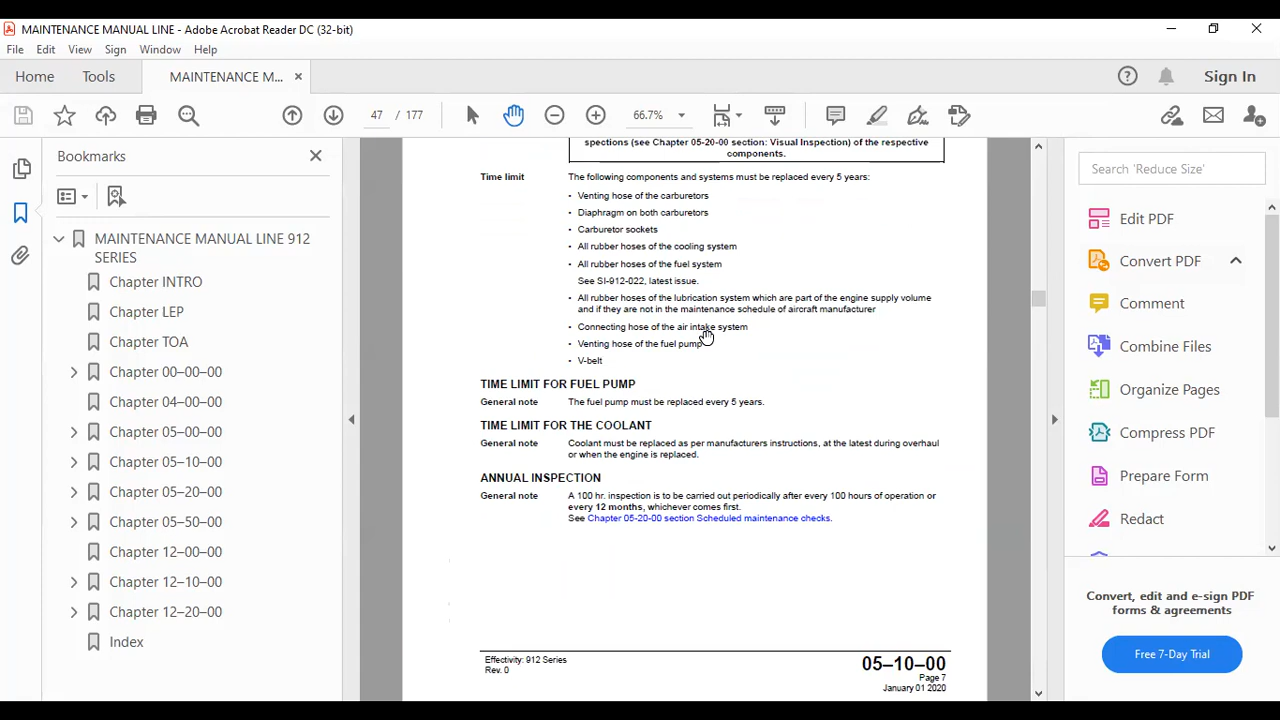 MAINTENANCE MANUAL LINE - Adobe Acrobat Reader DC (32-bit)
File Edit View Sign Window Help
Home Tools MAINTENANCE M... × Sign In
47 / 177 66.7%
Bookmarks
MAINTENANCE MANUAL LINE 912
SERIES
Chapter INTRO
Chapter LEP
Chapter TOA
Chapter 00–00–00
Chapter 04–00–00
Chapter 05–00–00
Chapter 05–10–00
Chapter 05–20–00
Chapter 05–50–00
Chapter 12–00–00
Chapter 12–10–00
Chapter 12–20–00
Index
spections (see Chapter 05-20-00 section: Visual Inspection) of the respective
components.
Time limit The following components and systems must be replaced every 5 years:
• Venting hose of the carburetors
• Diaphragm on both carburetors
• Carburetor sockets
• All rubber hoses of the cooling system
• All rubber hoses of the fuel system
See SI-912-022, latest issue.
• All rubber hoses of the lubrication system which are part of the engine supply volume
and if they are not in the maintenance schedule of aircraft manufacturer
• Connecting hose of the air intake system
• Venting hose of the fuel pump
• V-belt
TIME LIMIT FOR FUEL PUMP
General note The fuel pump must be replaced every 5 years.
TIME LIMIT FOR THE COOLANT
General note Coolant must be replaced as per manufacturers instructions, at the latest during overhaul
or when the engine is replaced.
ANNUAL INSPECTION
General note A 100 hr. inspection is to be carried out periodically after every 100 hours of operation or
every 12 months, whichever comes first.
See Chapter 05-20-00 section Scheduled maintenance checks.
Effectivity: 912 Series
Rev. 0
05–10–00
Page 7
January 01 2020
Search 'Reduce Size'
Edit PDF
Convert PDF
Comment
Combine Files
Organize Pages
Compress PDF
Prepare Form
Redact
Convert, edit and e-sign PDF
forms & agreements
Free 7-Day Trial